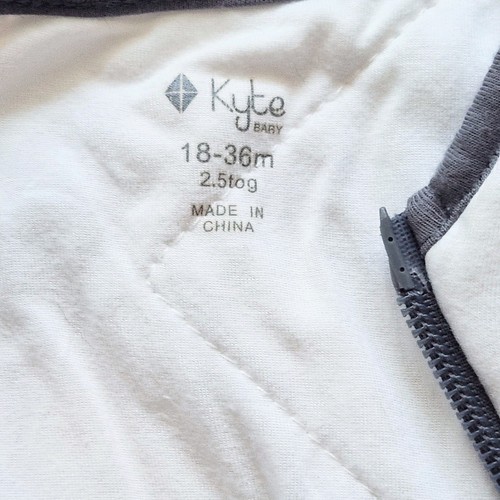 Kyte
BABY
18-36m
2.5tog
MADE IN
CHINA